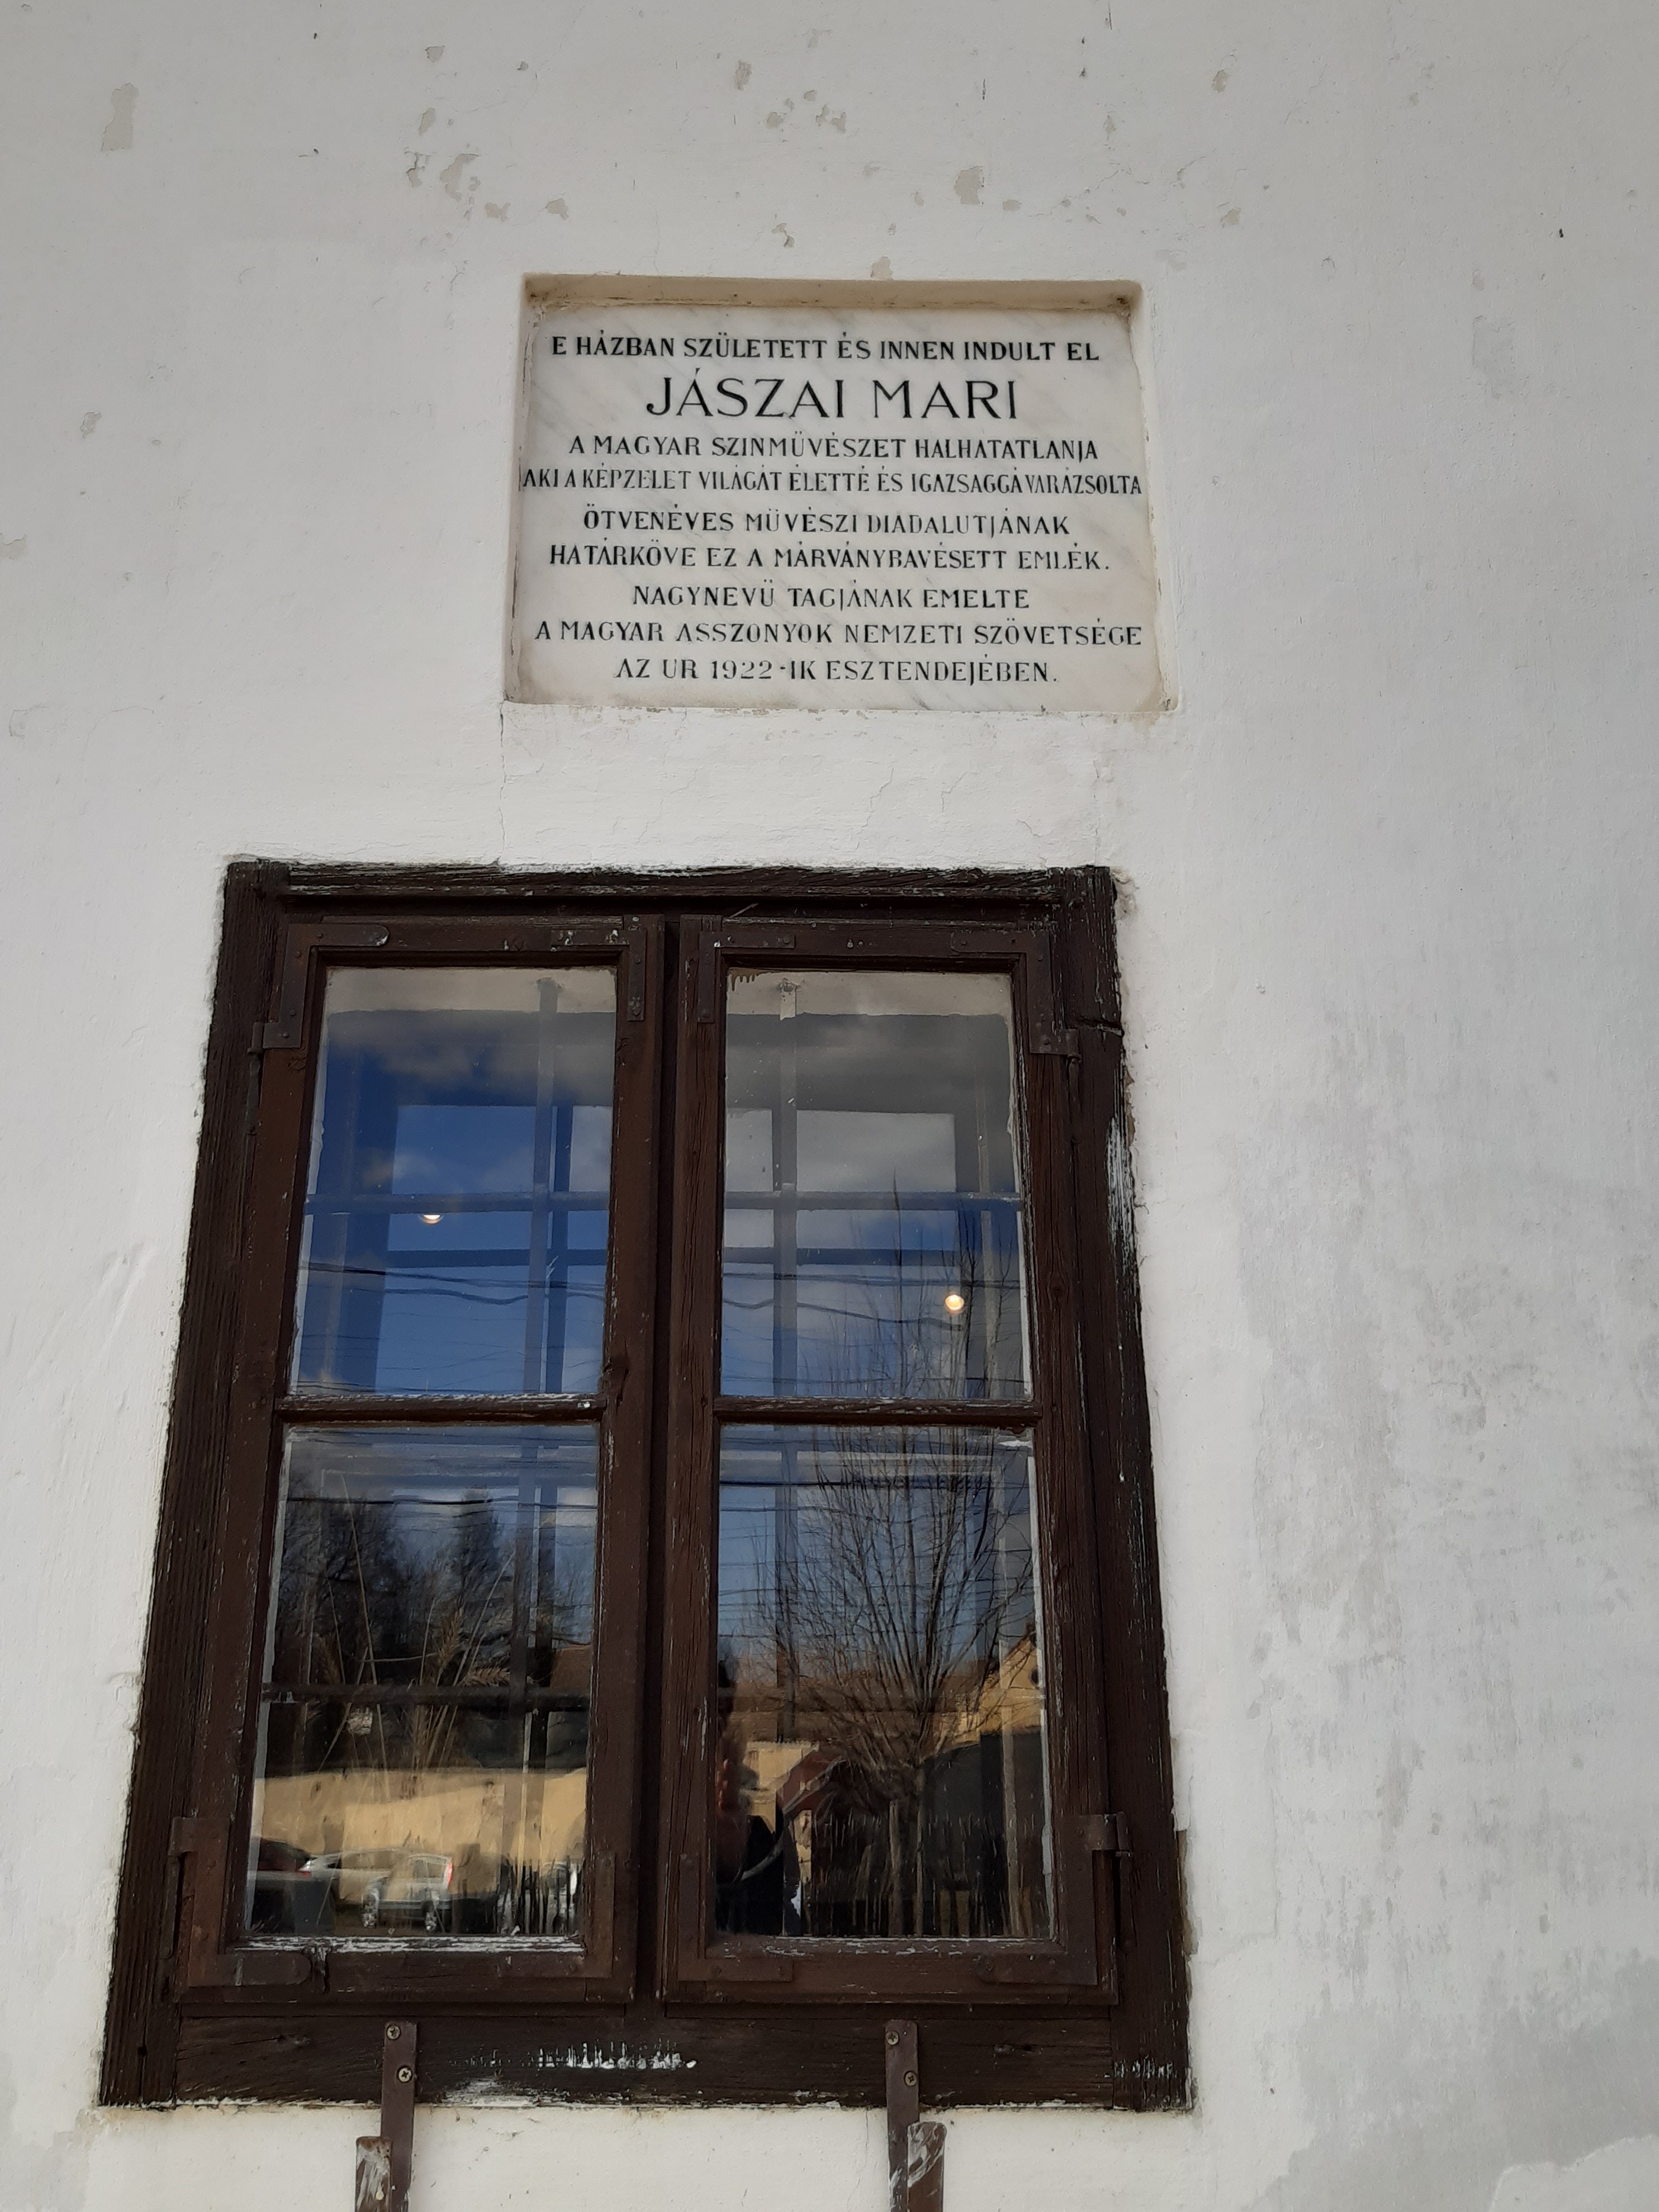 E HÁZBAN SZÜLETETT ÉS INNEN INDULT EL
JÁSZAI MARI
A MAGYAR SZINMÜVÉSZET HALHATATLANJA
AKI A KÉPZELET VILÁGÁT ÉLETTÉ ÉS IGAZSAGGÁ VARÁZSOLTA
ÖTVENÉVES MÜVÉSZI DIADALUTJÁNAK
HATÁRKÖVE EZ A MÁRVÁNYBAVÉSETT EMLÉK.
NAGYNEVÜ TAGJÁNAK EMELTE
A MAGYAR ASSZONYOK NEMZETI SZÖVETSÉGE
AZ UR 1922-IK ESZTENDEJÉBEN.